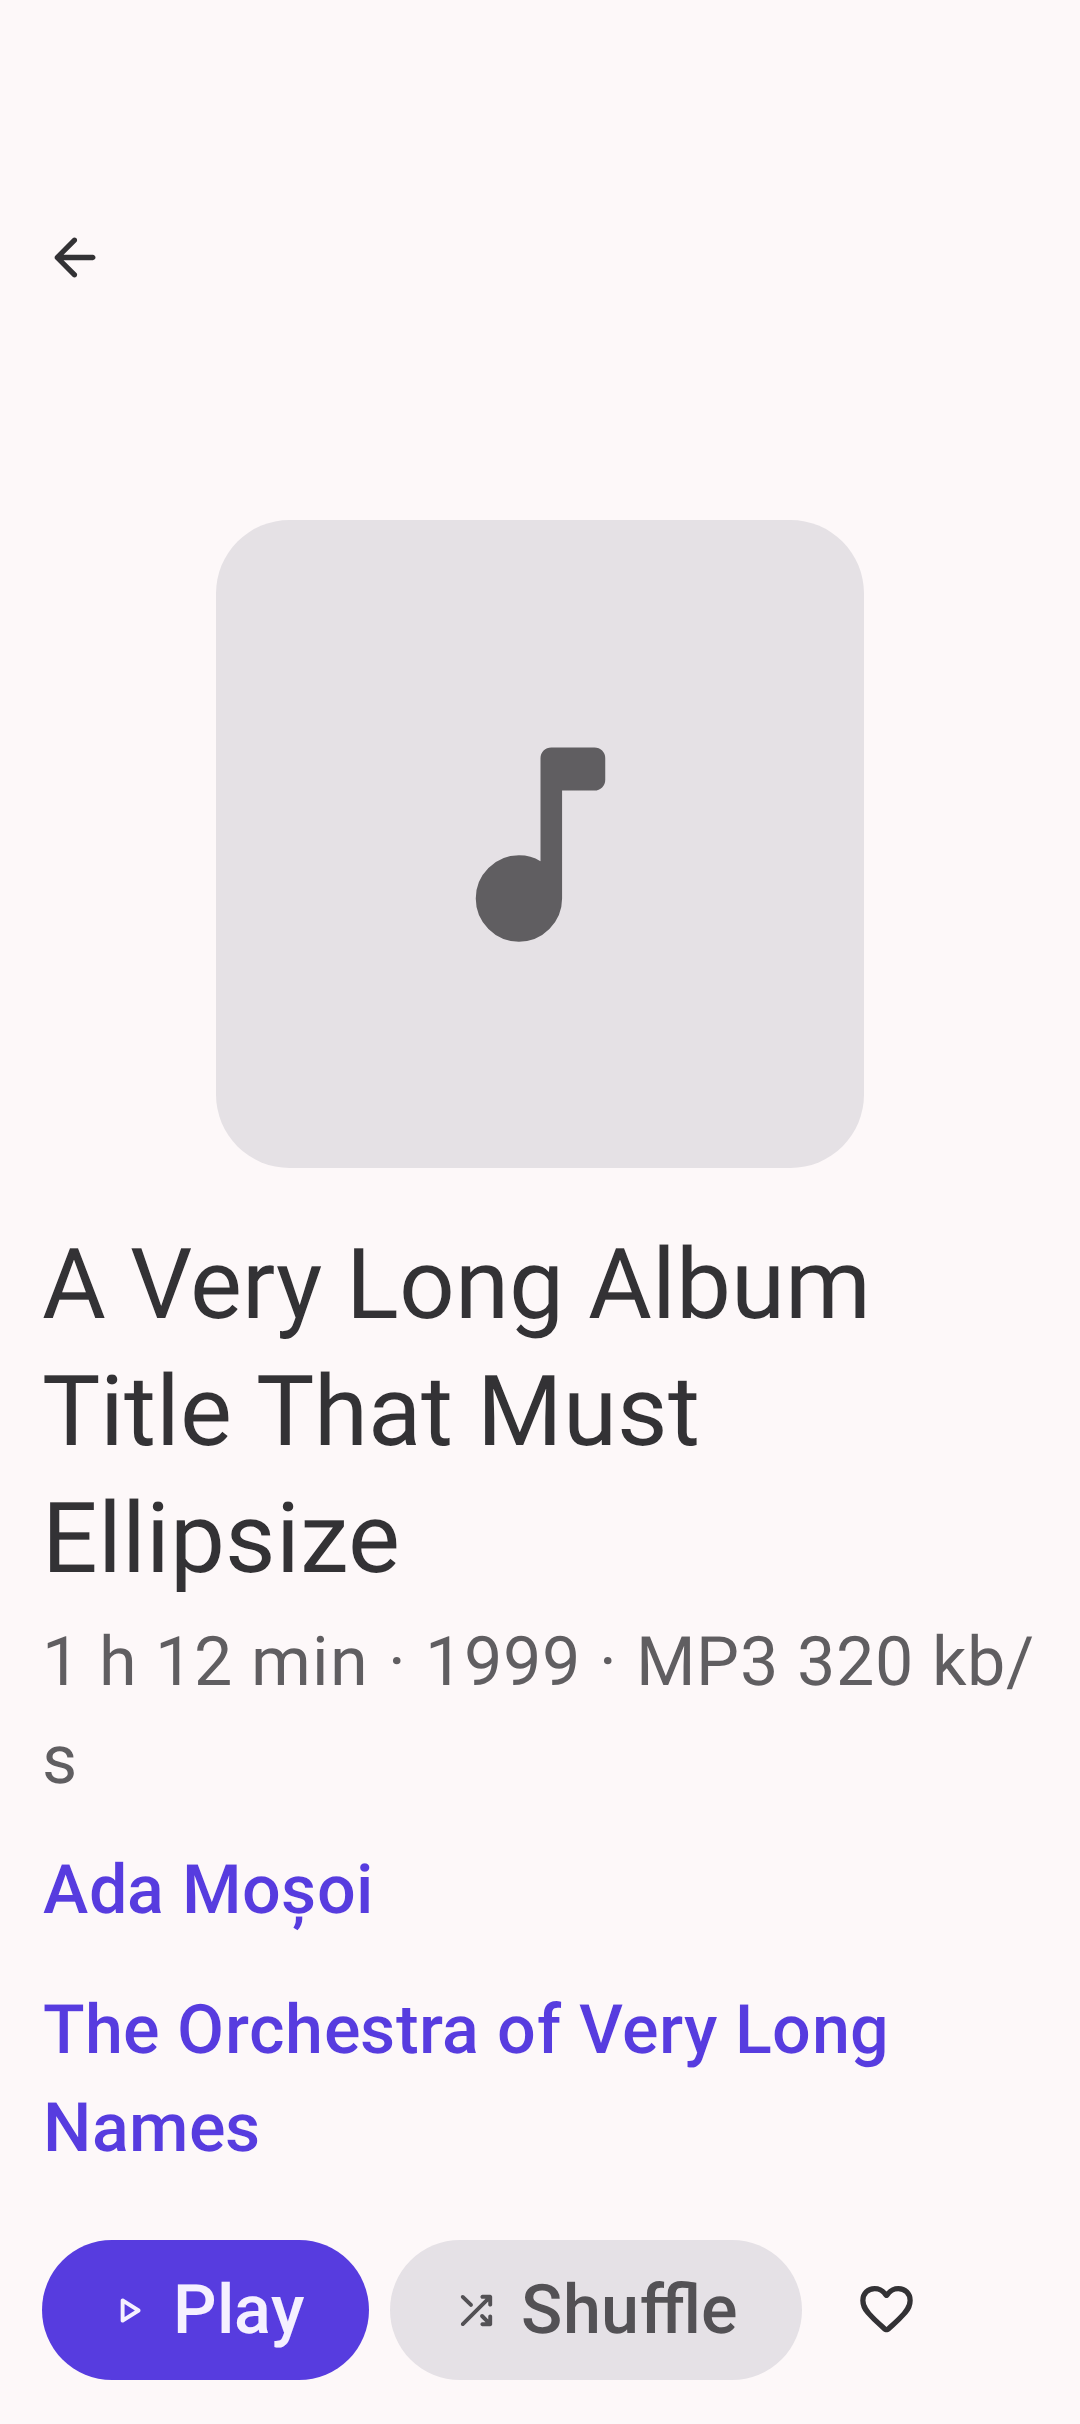 A Very Long Album
Title That Must
Ellipsize
1 h 12 min · 1999 · MP3 320 kb/
s
Ada Moșoi
The Orchestra of Very Long
Names
Play
Shuffle